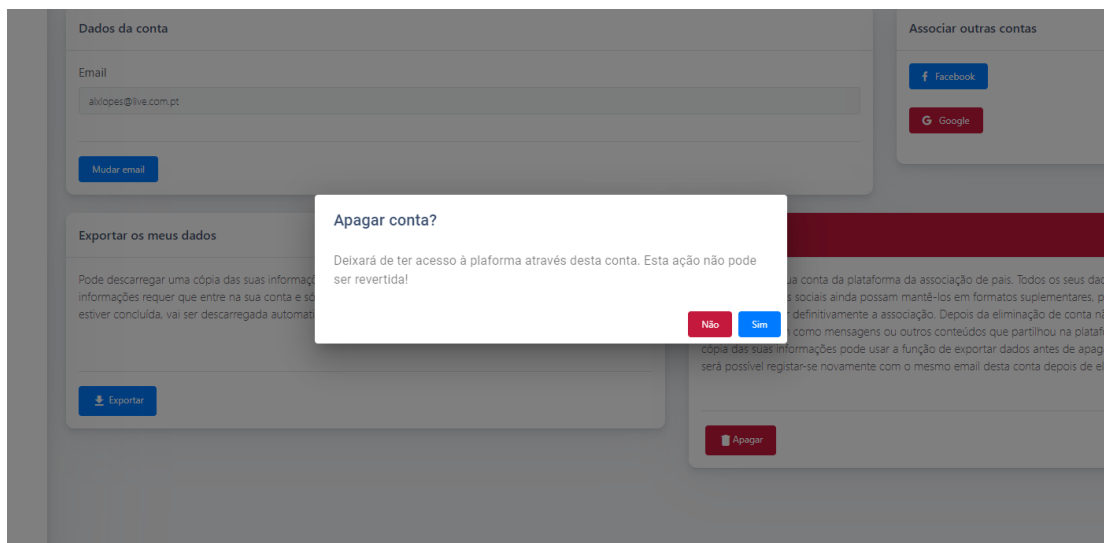 Dados da conta
Email
alxlopes@live.com.pt
Mudar email
Associar outras contas
Facebook
Google
Exportar os meus dados
Pode descarregar uma cópia das suas informaç
informações requer que entre na sua conta e só
estiver concluída, vai ser descarregada automati
Exportar
Apagar conta?
Deixará de ter acesso à plaforma através desta conta. Esta ação não pode
ser revertida!
Não
Sim
ua conta da plataforma da associação de pais. Todos os seus dad
s sociais ainda possam mantê-los em formatos suplementares, p
r definitivamente a associação. Depois da eliminação de conta nã
como mensagens ou outros conteúdos que partilhou na plataf
cópia das suas informações pode usar a função de exportar dados antes de apag
será possível registar-se novamente com o mesmo email desta conta depois de el
Apagar